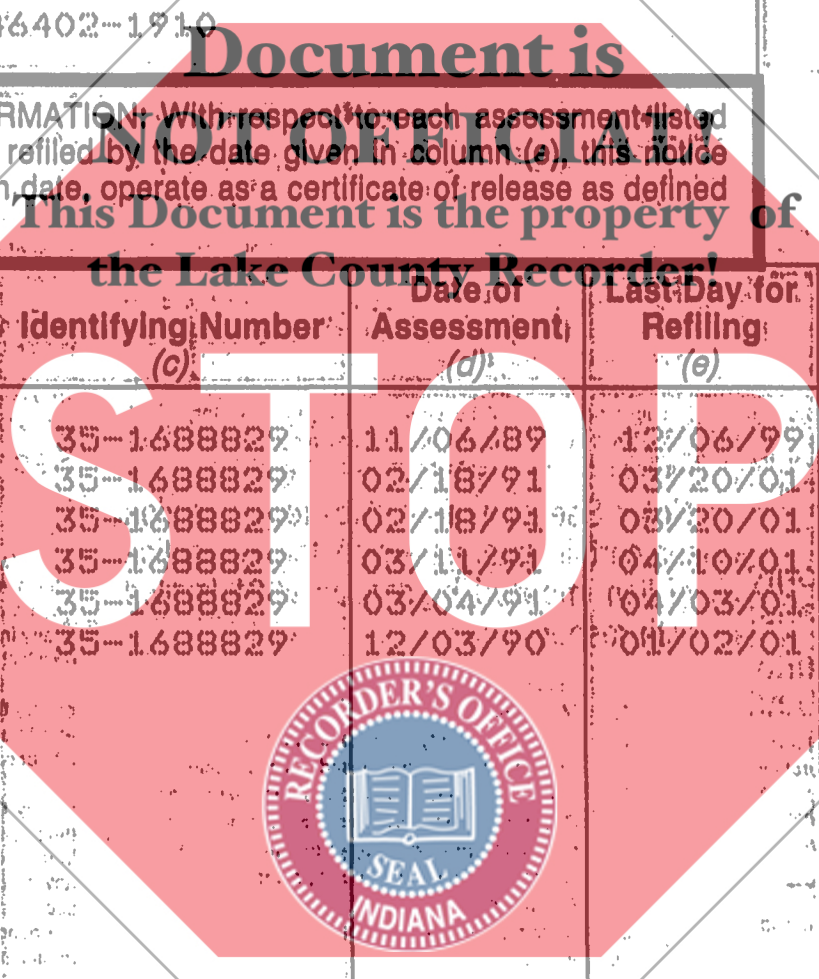 46402-1910
Document is
NOT OFFICIAL!
RMATION: With respect to each assessment listed
refiled by the date given in column (e), this notice
date, operate as a certificate of release as defined
This Document is the property of
the Lake County Recorder!
Identifying Number
(c)
Date of
Assessment
(d)
Last Day for
Refiling
(e)
STOP
35-1688829 11/06/89 12/06/99
35-1688829 02/18/91 03/20/01
35-1688829 02/18/91 03/20/01
35-1688829 03/11/91 04/10/01
35-1688829 03/04/91 04/03/01
35-1688829 12/03/90 01/02/01
RECORDER'S OFFICE
SEAL
INDIANA